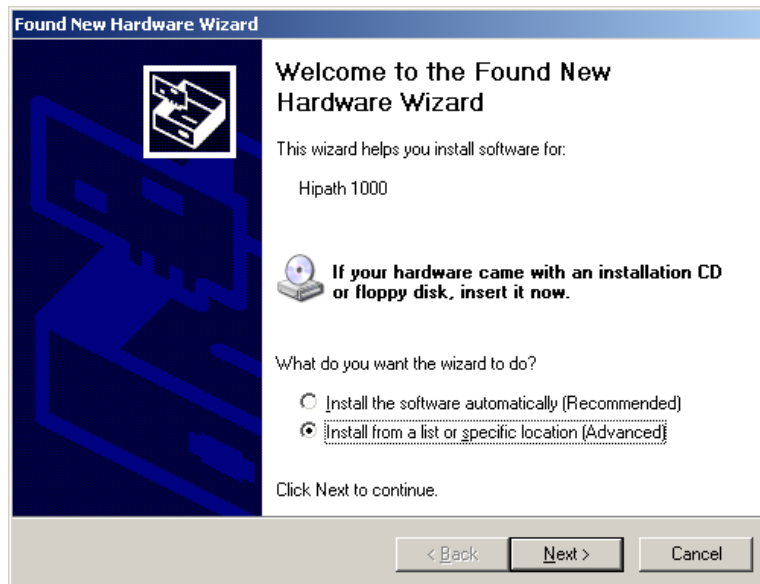 Found New Hardware Wizard
Welcome to the Found New
Hardware Wizard
This wizard helps you install software for:
Hipath 1000
If your hardware came with an installation CD
or floppy disk, insert it now.
What do you want the wizard to do?
Install the software automatically (Recommended)
Install from a list or specific location (Advanced)
Click Next to continue.
< Back Next > Cancel